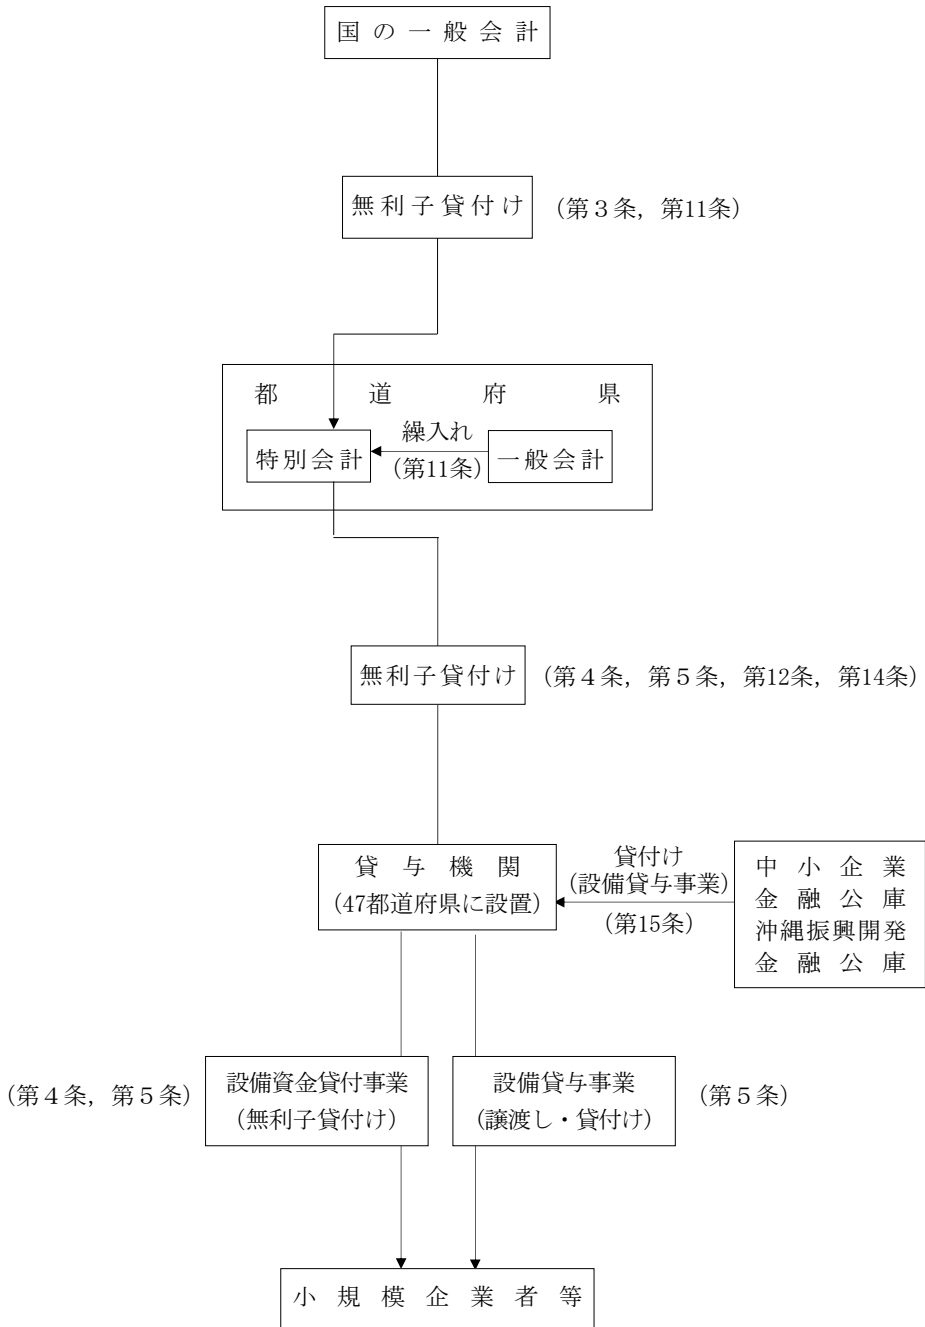 国の一般会計
無利子貸付け
(第3条，第11条)
都道府県
特別会計
繰入れ
(第11条)
一般会計
無利子貸付け
(第4条，第5条，第12条，第14条)
貸与機関
(47都道府県に設置)
貸付け
(設備貸与事業)
(第15条)
中小企業
金融公庫
沖縄振興開発
金融公庫
(第4条，第5条)
設備資金貸付事業
(無利子貸付け)
設備貸与事業
(譲渡し・貸付け)
(第5条)
小規模企業者等